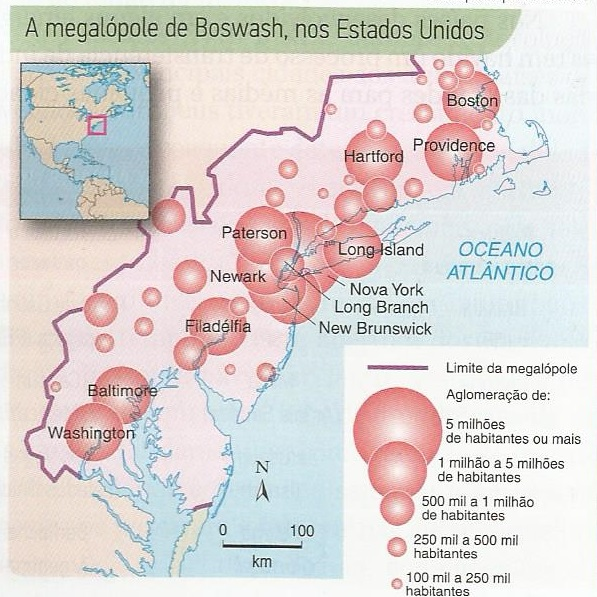 A megalópole de Boswash, nos Estados Unidos
Boston
Providence
Hartford
Paterson
Long Island
OCEANO
ATLÂNTICO
Newark
Nova York
Long Branch
New Brunswick
Filadélfia
Baltimore
Washington
N
0 100
km
Limite da megalópole
Aglomeração de:
5 milhões
de habitantes ou mais
1 milhão a 5 milhões
de habitantes
500 mil a 1 milhão
de habitantes
250 mil a 500 mil
habitantes
100 mil a 250 mil
habitantes